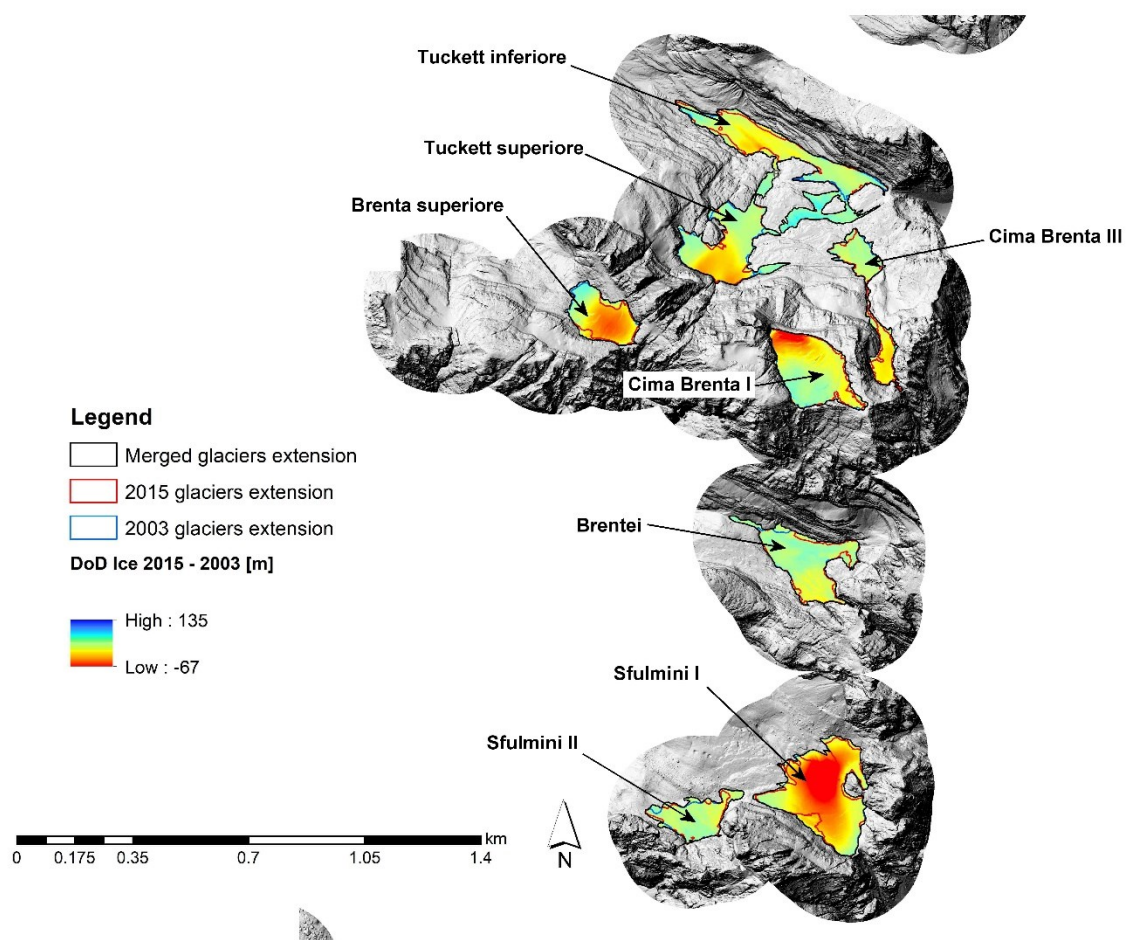 Tuckett inferiore
Tuckett superiore
Brenta superiore
Cima Brenta III
Cima Brenta I
Legend
Merged glaciers extension
2015 glaciers extension
2003 glaciers extension
DoD Ice 2015 - 2003 [m]
High : 135
Low : -67
Brentei
Sfulmini I
Sfulmini II
km
0 0.175 0.35 0.7 1.05 1.4
N